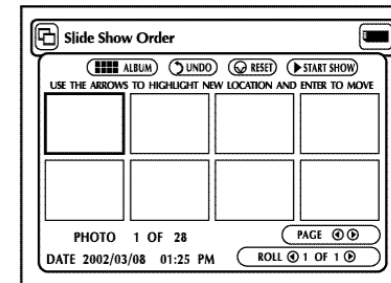 Slide Show Order
ALBUM UNDO RESET START SHOW
USE THE ARROWS TO HIGHLIGHT NEW LOCATION AND ENTER TO MOVE
PHOTO 1 OF 28 PAGE
DATE 2002/03/08 01:25 PM ROLL 1 OF 1